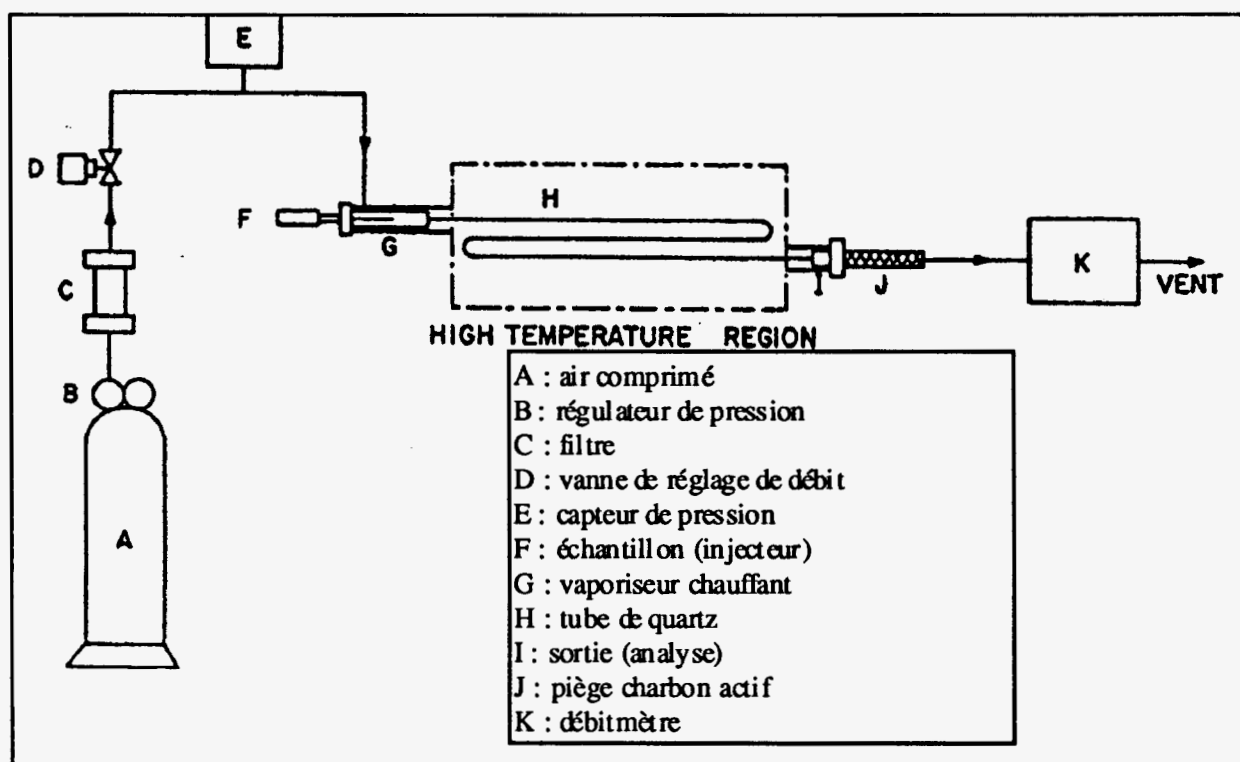 E
D
F
G
H
C
J
I
K
VENT
HIGH TEMPERATURE REGION
B
A
A : air comprimé
B : régulateur de pression
C : filtre
D : vanne de réglage de débit
E : capteur de pression
F : échantillon (injecteur)
G : vaporiseur chauffant
H : tube de quartz
I : sortie (analyse)
J : piège charbon actif
K : débitmètre